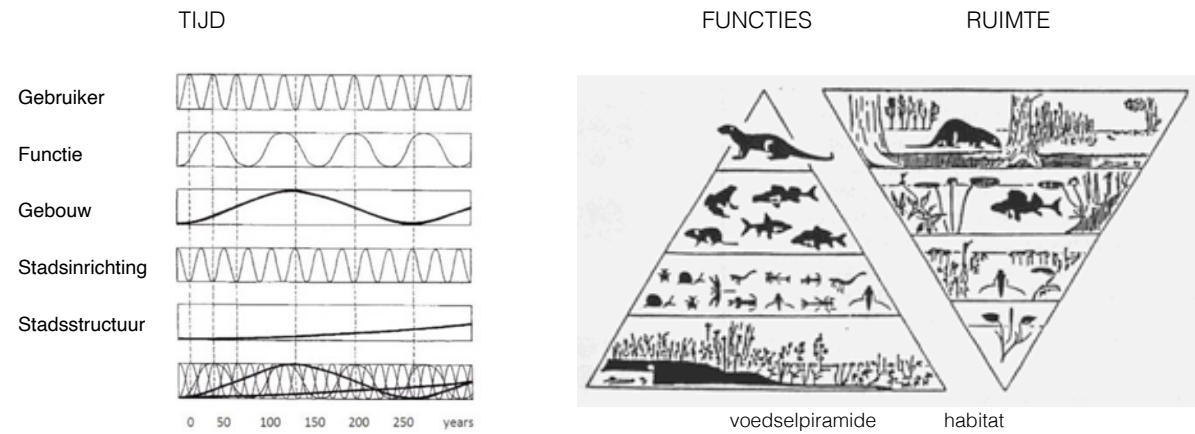 TIJD
FUNCTIES
RUIMTE
Gebruiker
Functie
Gebouw
Stadsinrichting
Stadsstructuur
0 50 100 150 200 250 years
voedselpiramide
habitat